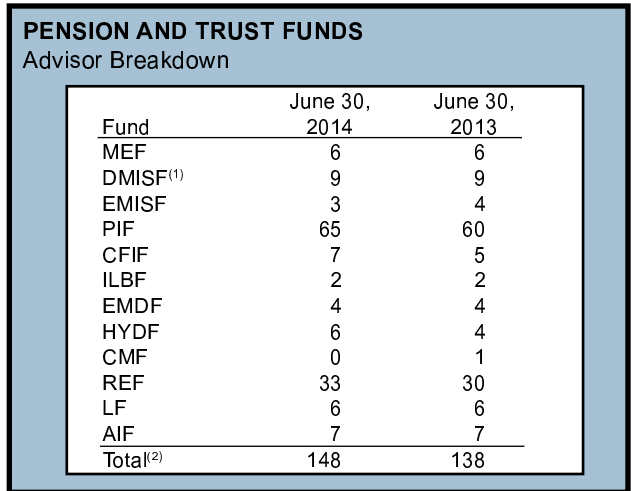 PENSION AND TRUST FUNDS
Advisor Breakdown
June 30, June 30,
Fund 2014 2013
MEF 6 6
DMISF(1) 9 9
EMISF 3 4
PIF 65 60
CFIF 7 5
ILBF 2 2
EMDF 4 4
HYDF 6 4
CMF 0 1
REF 33 30
LF 6 6
AIF 7 7
Total(2) 148 138